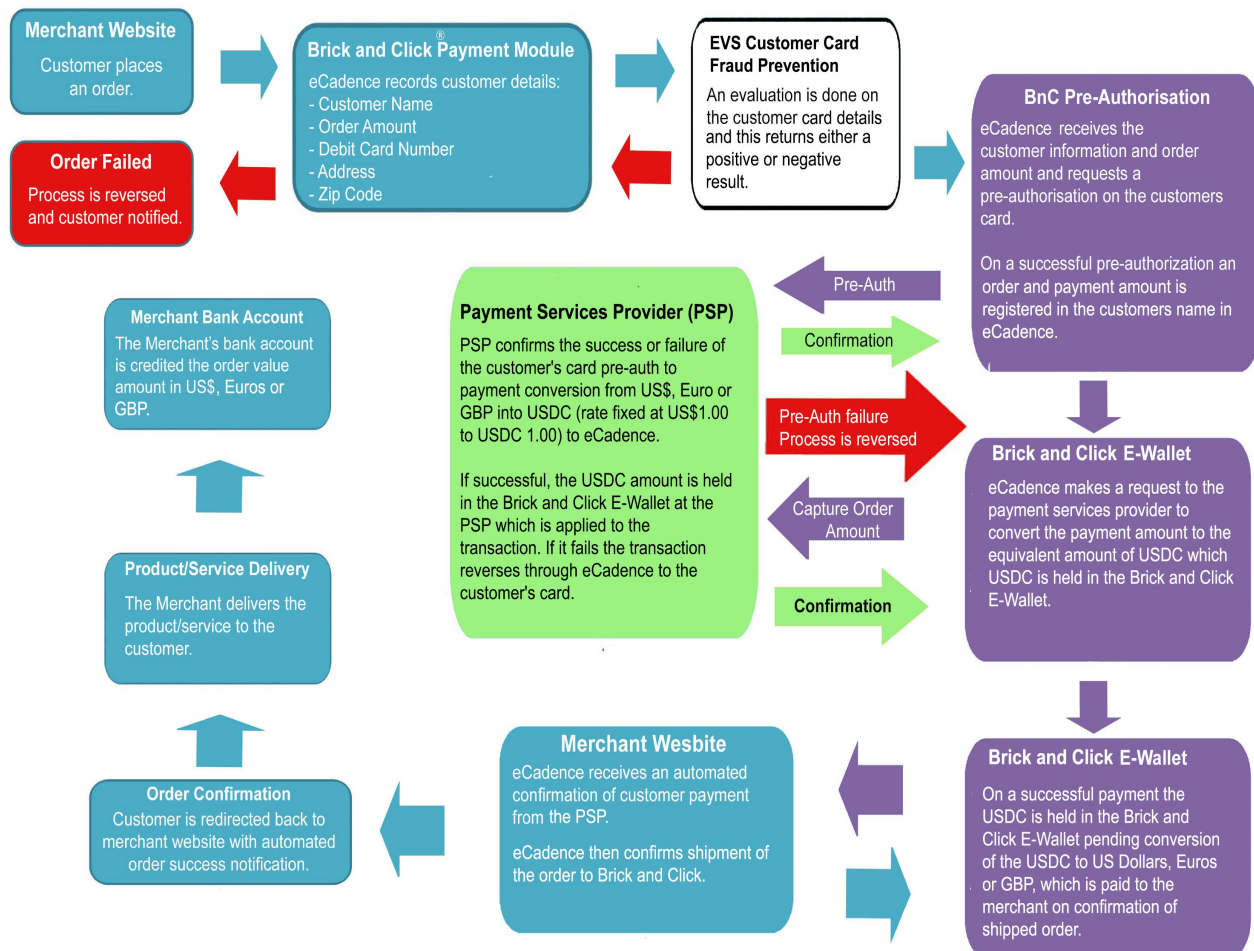 Merchant Website
Customer places
an order.
Brick and Click Payment Module
®
eCadence records customer details:
- Customer Name
- Order Amount
- Debit Card Number
- Address
- Zip Code
EVS Customer Card
Fraud Prevention
An evaluation is done on
the customer card details
and this returns either a
positive or negative
result.
BnC Pre-Authorisation
eCadence receives the
customer information and order
amount and requests a
pre-authorisation on the customers
card.
On a successful pre-authorization an
order and payment amount is
registered in the customers name in
eCadence.
Order Failed
Process is reversed
and customer notified.
Merchant Bank Account
The Merchant's bank account
is credited the order value
amount in US$, Euros or
GBP.
Payment Services Provider (PSP)
PSP confirms the success or failure of
the customer's card pre-auth to
payment conversion from US$, Euro or
GBP into USDC (rate fixed at US$1.00
to USDC 1.00) to eCadence.
If successful, the USDC amount is held
in the Brick and Click E-Wallet at the
PSP which is applied to the
transaction. If it fails the transaction
reverses through eCadence to the
customer's card.
Pre-Auth
Confirmation
Pre-Auth failure
Process is reversed
Capture Order
Amount
Confirmation
Brick and Click E-Wallet
eCadence makes a request to the
payment services provider to
convert the payment amount to the
equivalent amount of USDC which
USDC is held in the Brick and Click
E-Wallet.
Product/Service Delivery
The Merchant delivers the
product/service to the
customer.
Order Confirmation
Customer is redirected back to
merchant website with automated
order success notification.
Merchant Wesbite
eCadence receives an automated
confirmation of customer payment
from the PSP.
eCadence then confirms shipment of
the order to Brick and Click.
Brick and Click E-Wallet
On a successful payment the
USDC is held in the Brick and
Click E-Wallet pending conversion
of the USDC to US Dollars, Euros
or GBP, which is paid to the
merchant on confirmation of
shipped order.